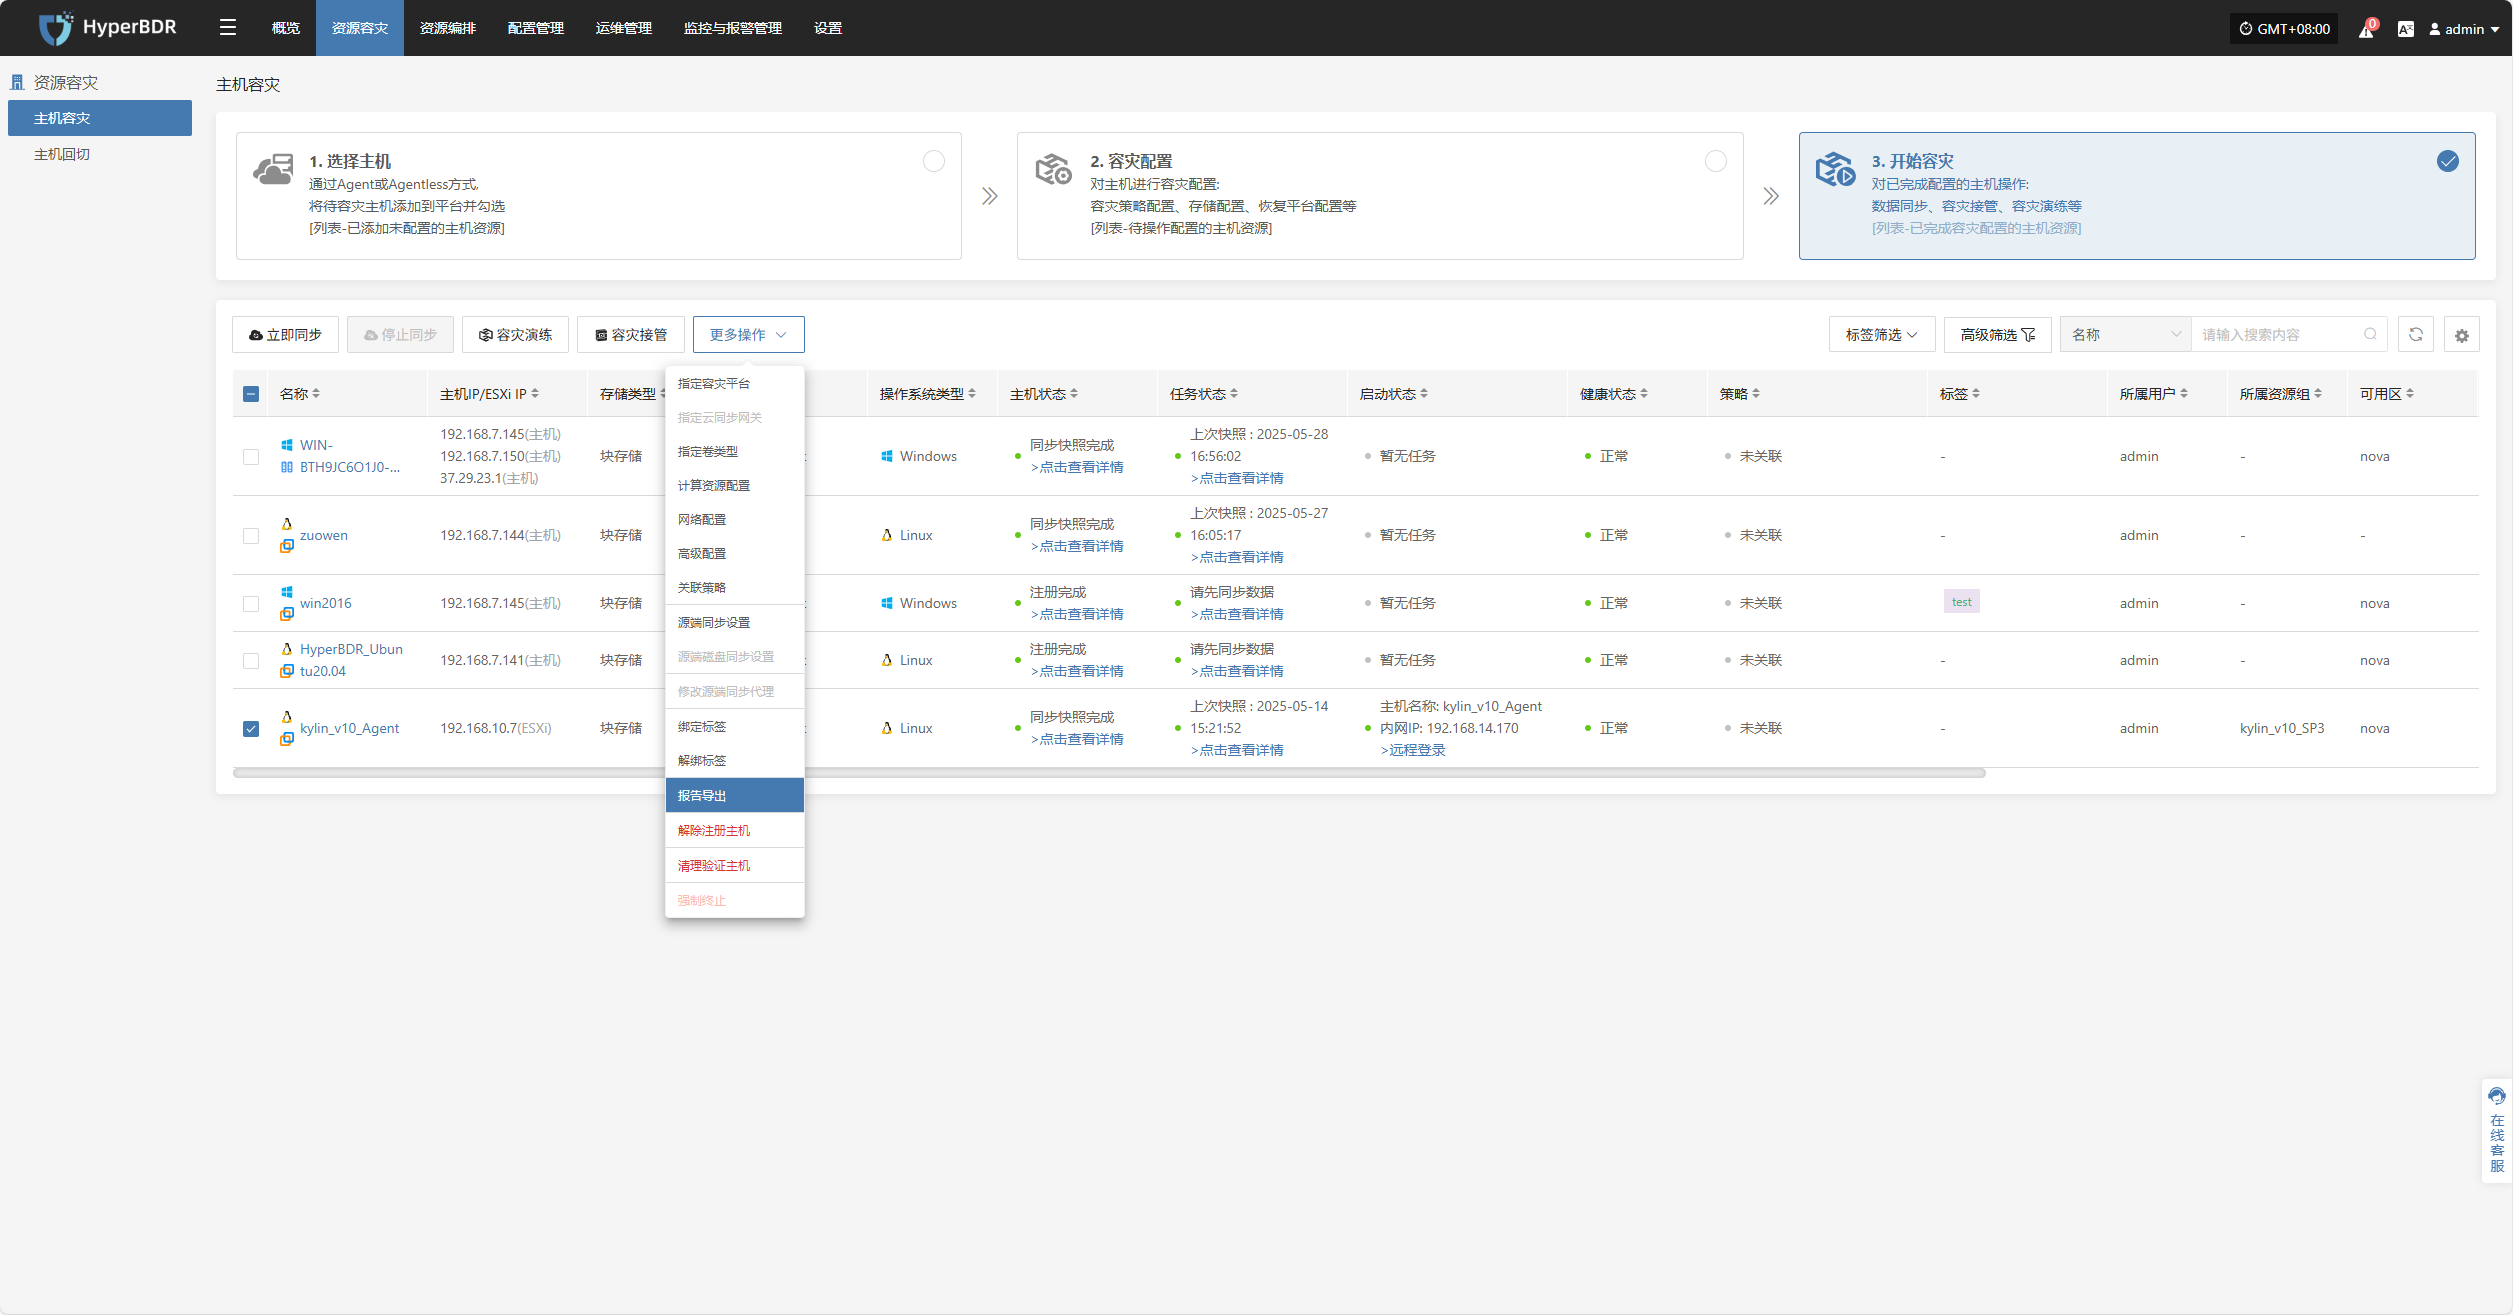 HyperBDR
概览
资源容灾
资源编排
配置管理
运维管理
监控与报警管理
设置
GMT+08:00
0
admin
资源容灾
主机容灾
主机回切
主机容灾
1. 选择主机
通过Agent或Agentless方式,
将待容灾主机添加到平台并勾选
[列表-已添加未配置的主机资源]
2. 容灾配置
对主机进行容灾配置:
容灾策略配置、存储配置、恢复平台配置等
[列表-待操作配置的主机资源]
3. 开始容灾
对已完成配置的主机操作:
数据同步、容灾接管、容灾演练等
[列表-已完成容灾配置的主机资源]
立即同步
停止同步
容灾演练
容灾接管
更多操作
标签筛选
高级筛选
名称
请输入搜索内容
名称 主机IP/ESXi IP 存储类型 操作系统类型 主机状态 任务状态 启动状态 健康状态 策略 标签 所属用户 所属资源组 可用区
WIN-
BTH9JC6O1J0-...
192.168.7.145(主机)
192.168.7.150(主机)
37.29.23.1(主机)
块存储
Windows
同步快照完成
>点击查看详情
上次快照 : 2025-05-28
16:56:02
>点击查看详情
暂无任务
正常
未关联
-
admin
-
nova
zuowen
192.168.7.144(主机)
块存储
Linux
同步快照完成
>点击查看详情
上次快照 : 2025-05-27
16:05:17
>点击查看详情
暂无任务
正常
未关联
-
admin
-
-
win2016
192.168.7.145(主机)
块存储
Windows
注册完成
>点击查看详情
请先同步数据
>点击查看详情
暂无任务
正常
未关联
test
admin
-
nova
HyperBDR_Ubun
tu20.04
192.168.7.141(主机)
块存储
Linux
注册完成
>点击查看详情
请先同步数据
>点击查看详情
暂无任务
正常
未关联
-
admin
-
nova
kylin_v10_Agent
192.168.10.7(ESXi)
块存储
Linux
同步快照完成
>点击查看详情
上次快照 : 2025-05-14
15:21:52
>点击查看详情
主机名称: kylin_v10_Agent
内网IP: 192.168.14.170
>远程登录
正常
未关联
-
admin
kylin_v10_SP3
nova
指定容灾平台
指定云同步网关
指定卷类型
计算资源配置
网络配置
高级配置
关联策略
源端同步设置
源端磁盘同步设置
修改源端同步代理
绑定标签
解绑标签
报告导出
解除注册主机
清理验证主机
强制终止
在线客服